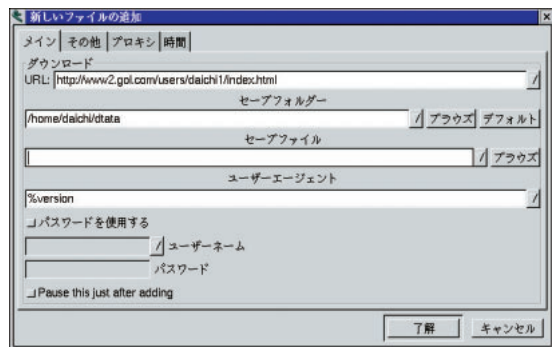 新しいファイルの追加
メイン その他 プロキシ 時間
ダウンロード
URL: http://www2.gol.com/users/daichi1/index.html
セーブフォルダー
/home/daichi/dtata ブラウズ デフォルト
セーブファイル
ブラウズ
ユーザーエージェント
%version
パスワードを使用する
ユーザーネーム
パスワード
Pause this just after adding
了解 キャンセル